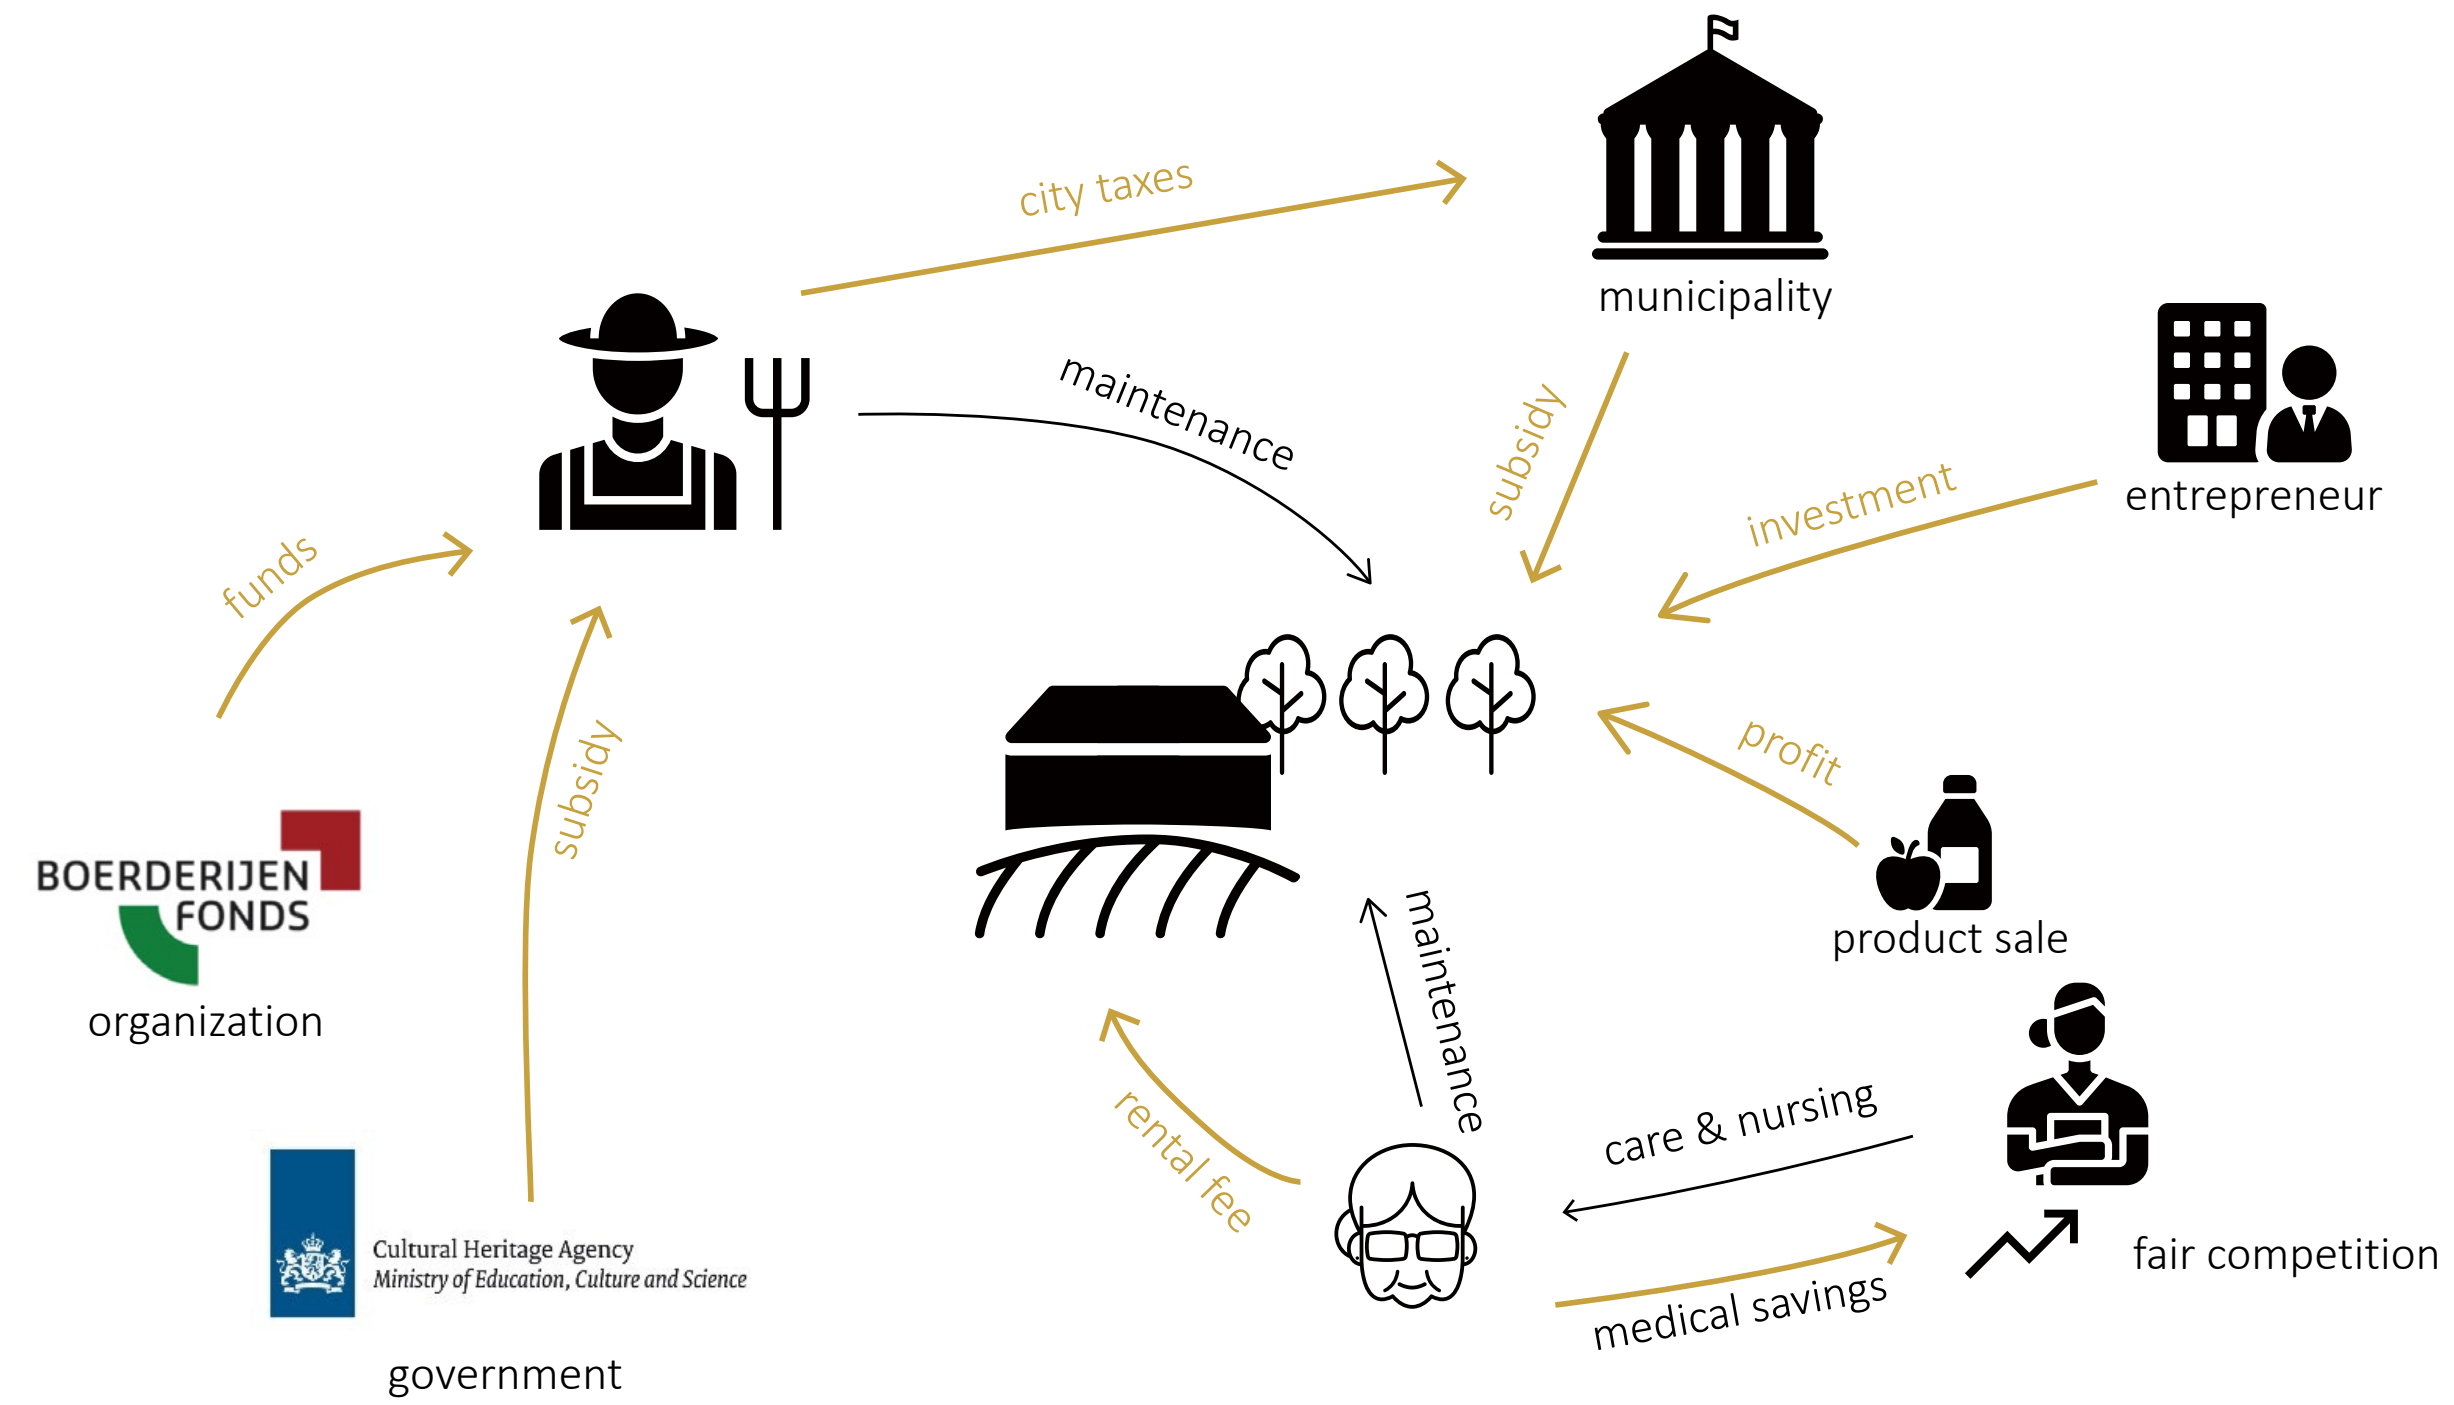 city taxes
municipality
maintenance
subsidy
entrepreneur
investment
funds
subsidy
profit
BOERDERIJEN
FONDS
organization
product sale
maintenance
rental fee
care & nursing
Cultural Heritage Agency
Ministry of Education, Culture and Science
fair competition
medical savings
government